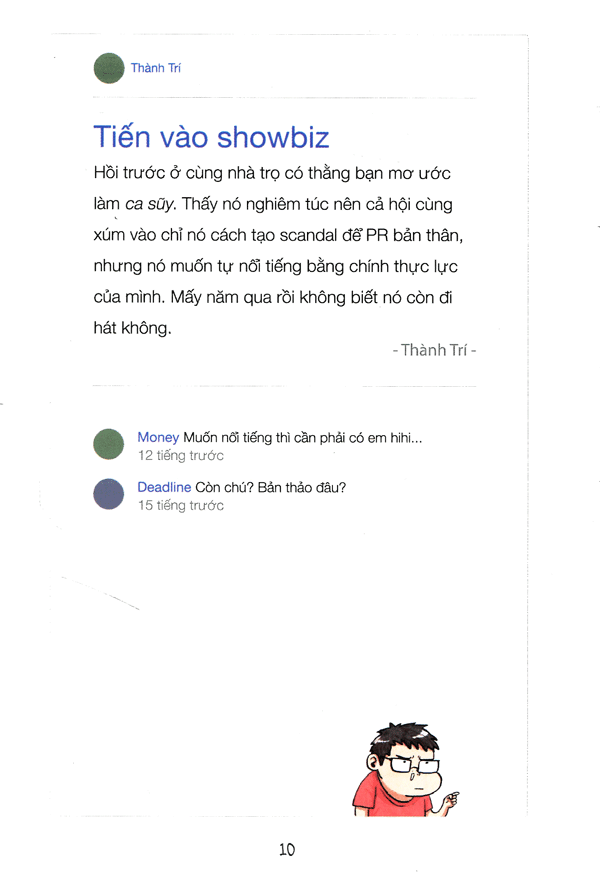 Thành Trí
Tiến vào showbiz
Hồi trước ở cùng nhà trọ có thằng bạn mơ ước
làm ca sũy. Thấy nó nghiêm túc nên cả hội cùng
xúm vào chỉ nó cách tạo scandal để PR bản thân,
nhưng nó muốn tự nổi tiếng bằng chính thực lực
của mình. Mấy năm qua rồi không biết nó còn đi
hát không.
- Thành Trí -
Money Muốn nổi tiếng thì cần phải có em hihi...
12 tiếng trước
Deadline Còn chú? Bản thảo đâu?
15 tiếng trước
10